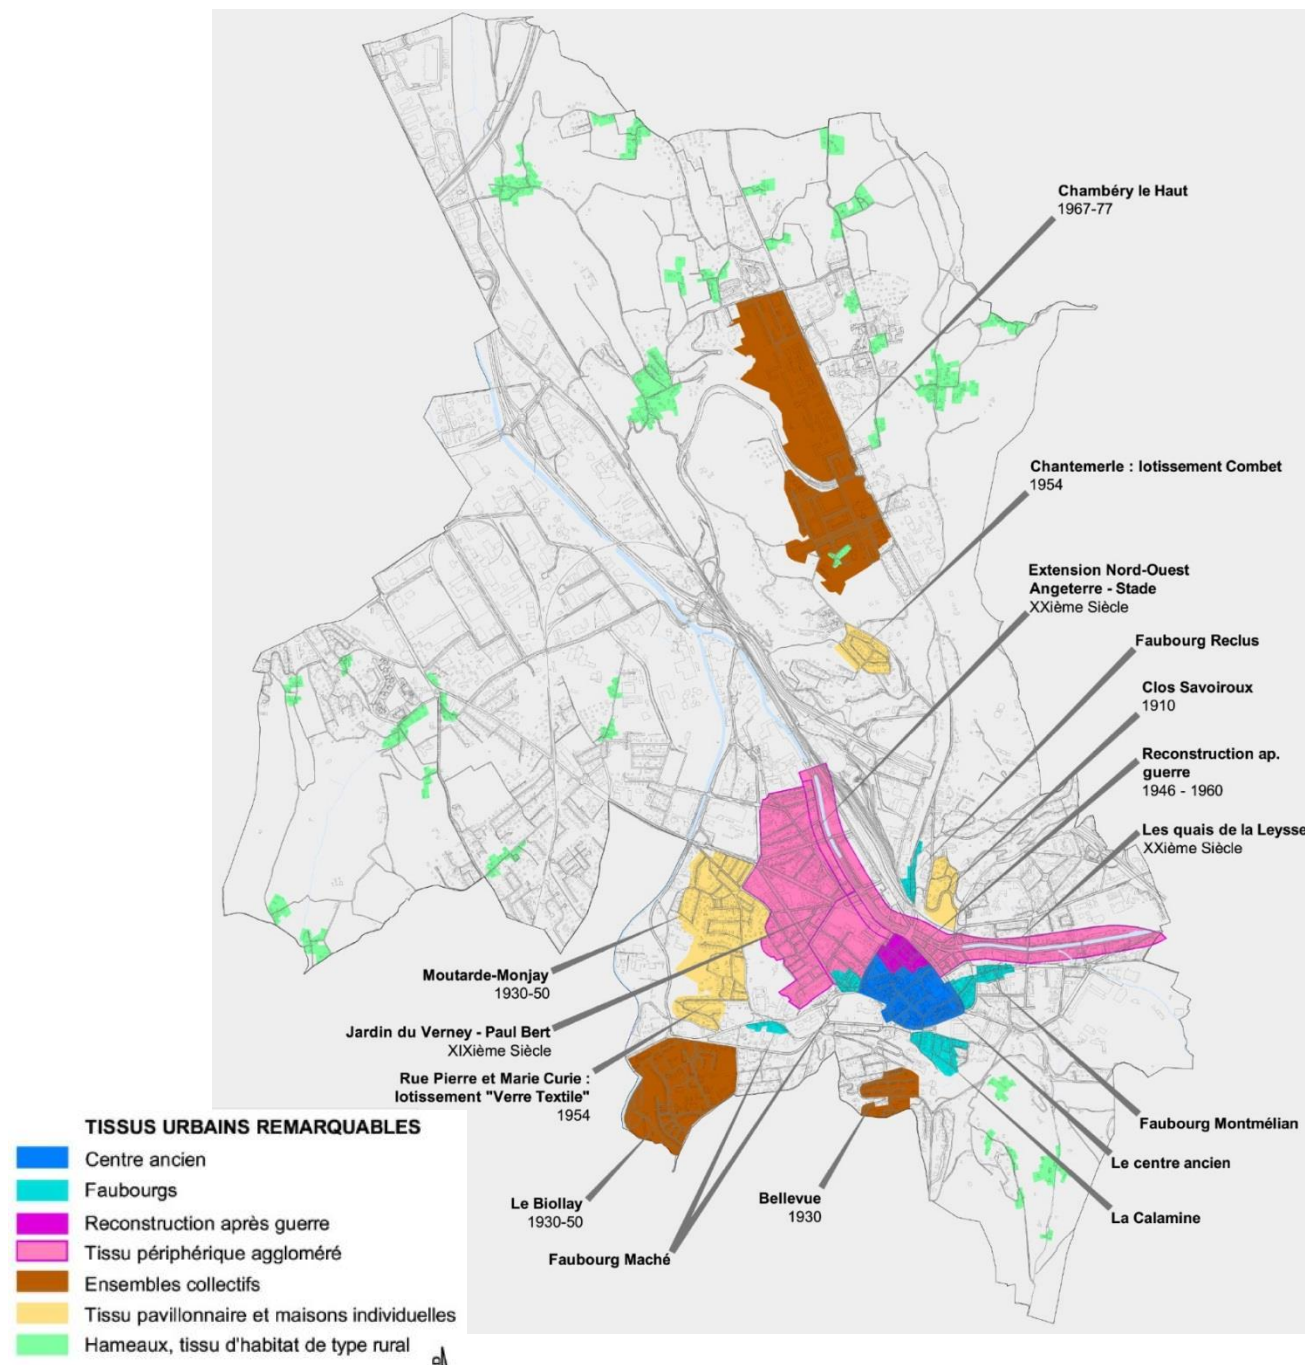 Chambéry le Haut
1967-77
Chantemerle : lotissement Combet
1954
Extension Nord-Ouest
Angeterre - Stade
XXième Siècle
Faubourg Reclus
Clos Savoiroux
1910
Reconstruction ap.
guerre
1946 - 1960
Les quais de la Leysse
XXième Siècle
Moutarde-Monjay
1930-50
Jardin du Verney - Paul Bert
XIXième Siècle
Rue Pierre et Marie Curie :
lotissement "Verre Textile"
1954
Le Biollay
1930-50
Faubourg Maché
Bellevue
1930
Faubourg Montmélian
Le centre ancien
La Calamine
TISSUS URBAINS REMARQUABLES
Centre ancien
Faubourgs
Reconstruction après guerre
Tissu périphérique aggloméré
Ensembles collectifs
Tissu pavillonnaire et maisons individuelles
Hameaux, tissu d'habitat de type rural